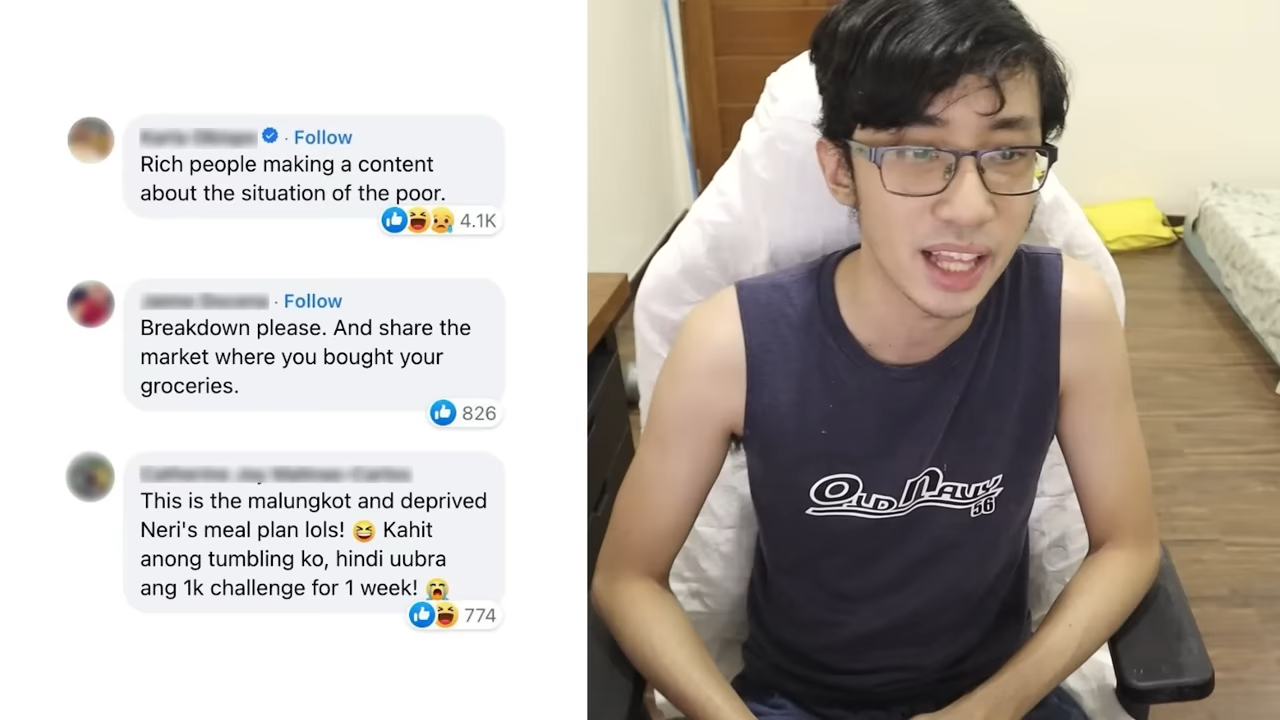 · Follow
Rich people making a content
about the situation of the poor.
4.1K
· Follow
Breakdown please. And share the
market where you bought your
groceries.
826
This is the malungkot and deprived
Neri's meal plan lols! 😆 Kahit
anong tumbling ko, hindi uubra
ang 1k challenge for 1 week! 😭
774
OLD NAVY
56